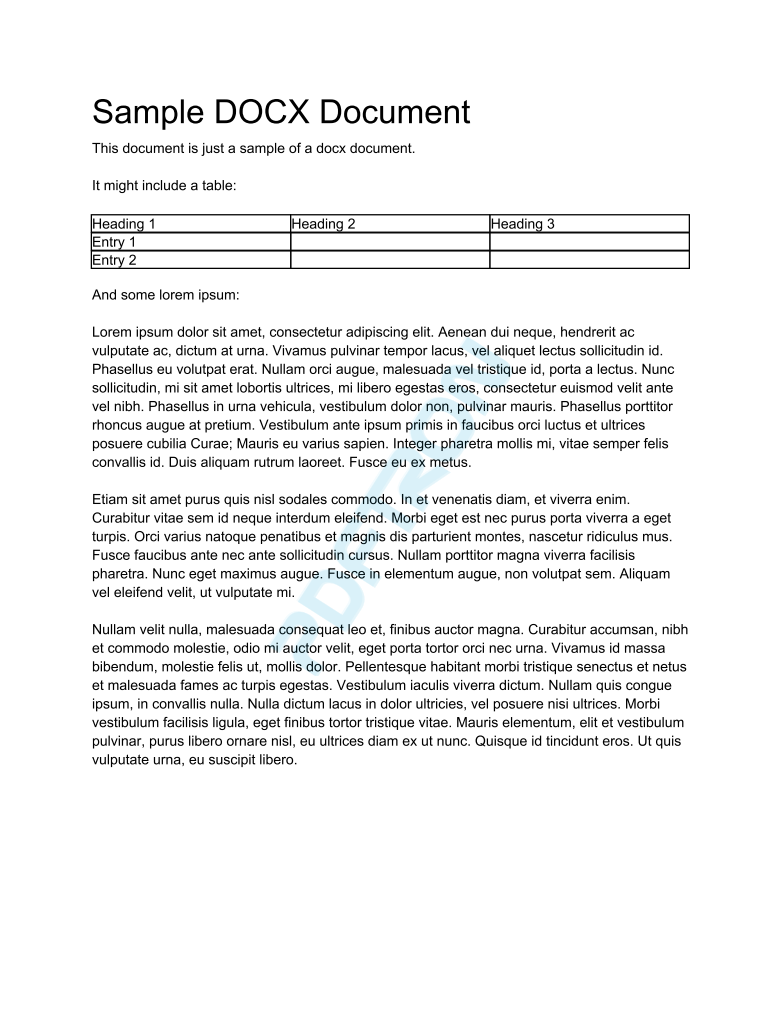 Sample DOCX Document
This document is just a sample of a docx document.
It might include a table:
Heading 1 Heading 2 Heading 3
Entry 1
Entry 2
And some lorem ipsum:
Lorem ipsum dolor sit amet, consectetur adipiscing elit. Aenean dui neque, hendrerit ac
vulputate ac, dictum at urna. Vivamus pulvinar tempor lacus, vel aliquet lectus sollicitudin id.
Phasellus eu volutpat erat. Nullam orci augue, malesuada vel tristique id, porta a lectus. Nunc
sollicitudin, mi sit amet lobortis ultrices, mi libero egestas eros, consectetur euismod velit ante
vel nibh. Phasellus in urna vehicula, vestibulum dolor non, pulvinar mauris. Phasellus porttitor
rhoncus augue at pretium. Vestibulum ante ipsum primis in faucibus orci luctus et ultrices
posuere cubilia Curae; Mauris eu varius sapien. Integer pharetra mollis mi, vitae semper felis
convallis id. Duis aliquam rutrum laoreet. Fusce eu ex metus.
Etiam sit amet purus quis nisl sodales commodo. In et venenatis diam, et viverra enim.
Curabitur vitae sem id neque interdum eleifend. Morbi eget est nec purus porta viverra a eget
turpis. Orci varius natoque penatibus et magnis dis parturient montes, nascetur ridiculus mus.
Fusce faucibus ante nec ante sollicitudin cursus. Nullam porttitor magna viverra facilisis
pharetra. Nunc eget maximus augue. Fusce in elementum augue, non volutpat sem. Aliquam
vel eleifend velit, ut vulputate mi.
Nullam velit nulla, malesuada consequat leo et, finibus auctor magna. Curabitur accumsan, nibh
et commodo molestie, odio mi auctor velit, eget porta tortor orci nec urna. Vivamus id massa
bibendum, molestie felis ut, mollis dolor. Pellentesque habitant morbi tristique senectus et netus
et malesuada fames ac turpis egestas. Vestibulum iaculis viverra dictum. Nullam quis congue
ipsum, in convallis nulla. Nulla dictum lacus in dolor ultricies, vel posuere nisi ultrices. Morbi
vestibulum facilisis ligula, eget finibus tortor tristique vitae. Mauris elementum, elit et vestibulum
pulvinar, purus libero ornare nisl, eu ultrices diam ex ut nunc. Quisque id tincidunt eros. Ut quis
vulputate urna, eu suscipit libero.
PDFTRON